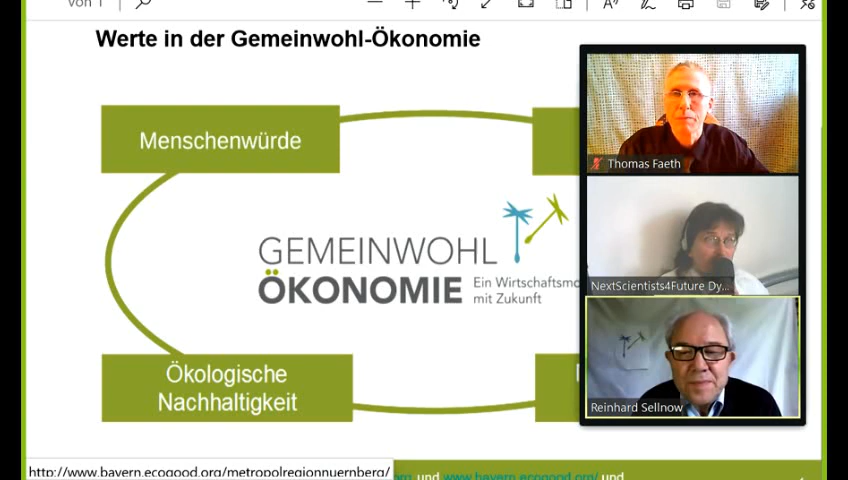 von 1
Werte in der Gemeinwohl-Ökonomie
Menschenwürde
Thomas Faeth
GEMEINWOHL
ÖKONOMIE
Ein Wirtschaftsmo
mit Zukunft
NextScientists4Future Dy...
Ökologische
Nachhaltigkeit
Reinhard Sellnow
http://www.bayern.ecogood.org/metropolregionnuernberg/
org und www.bayern.ecogood.org/ und